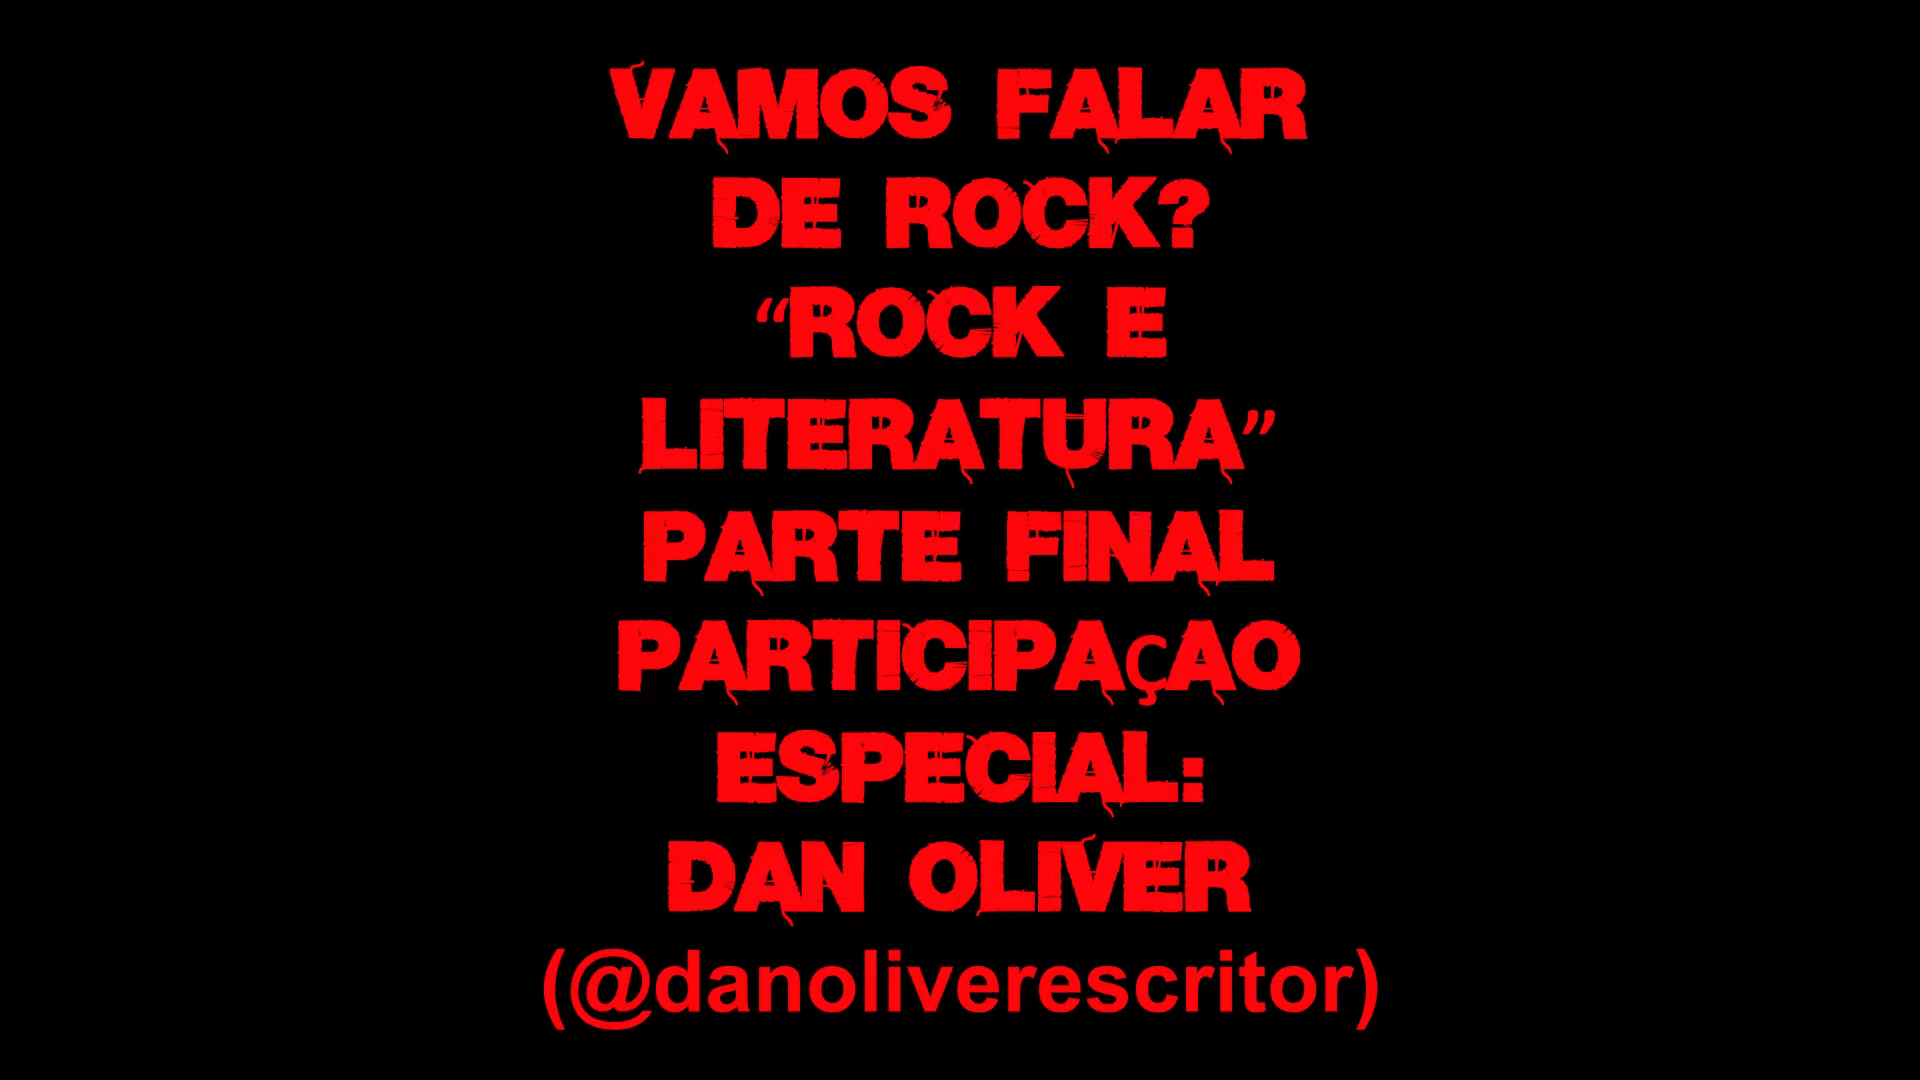 VAMOS FALAR
DE ROCK?
“ROCK E
LITERATURA”
PARTE FINAL
PARTICIPAçAO
ESPECIAL:
DAN OLIVER
(@danoliverescritor)